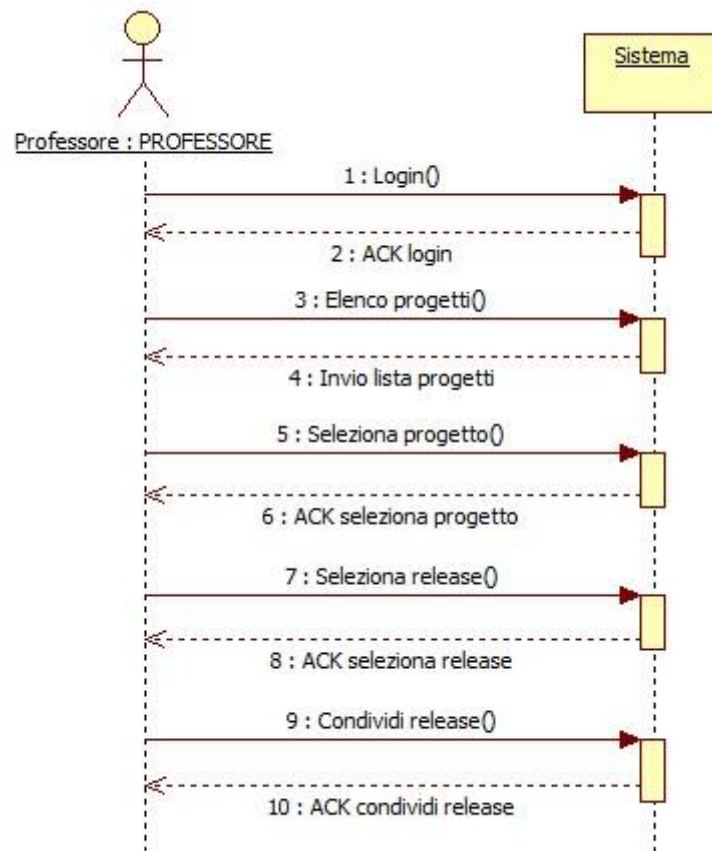 Sistema
Professore : PROFESSORE
1 : Login()
2 : ACK login
3 : Elenco progetti()
4 : Invio lista progetti
5 : Seleziona progetto()
6 : ACK seleziona progetto
7 : Seleziona release()
8 : ACK seleziona release
9 : Condividi release()
10 : ACK condividi release